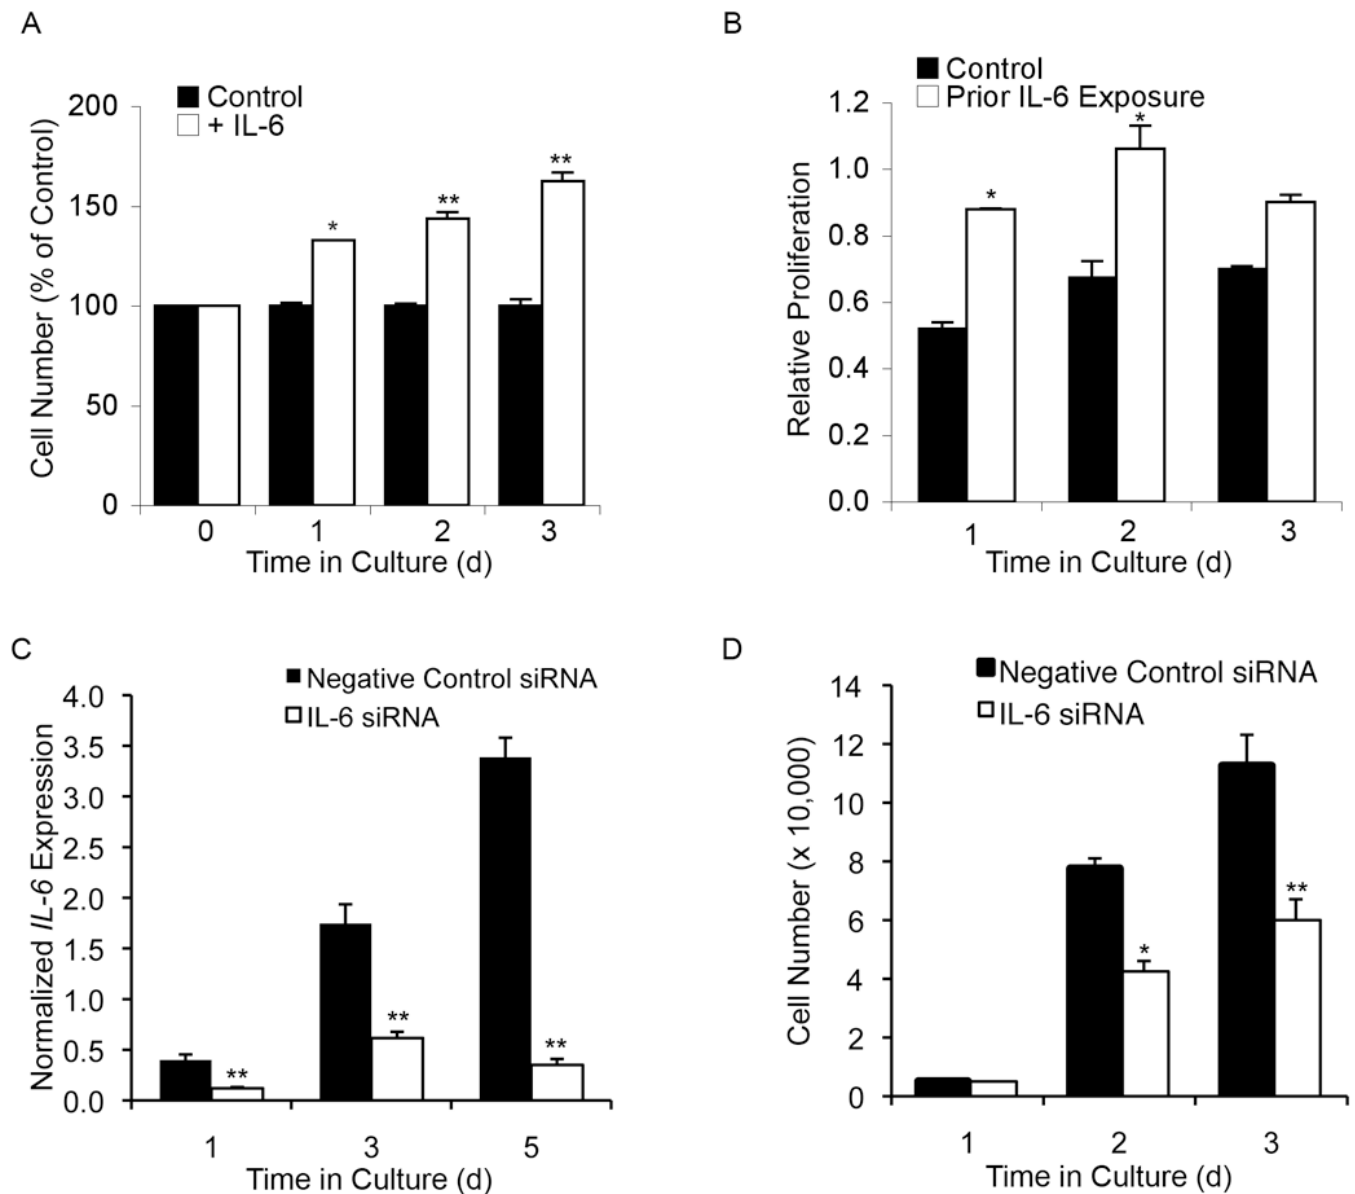 A
Control
+ IL-6
Cell Number (% of Control)
200
150
100
50
0
*
**
**
0 1 2 3
Time in Culture (d)
B
Control
Prior IL-6 Exposure
Relative Proliferation
1.2
1.0
0.8
0.6
0.4
0.2
0.0
*
*
1 2 3
Time in Culture (d)
C
Negative Control siRNA
IL-6 siRNA
Normalized IL-6 Expression
4.0
3.5
3.0
2.5
2.0
1.5
1.0
0.5
0.0
**
**
**
1 3 5
Time in Culture (d)
D
Negative Control siRNA
IL-6 siRNA
Cell Number (x 10,000)
14
12
10
8
6
4
2
0
*
**
1 2 3
Time in Culture (d)